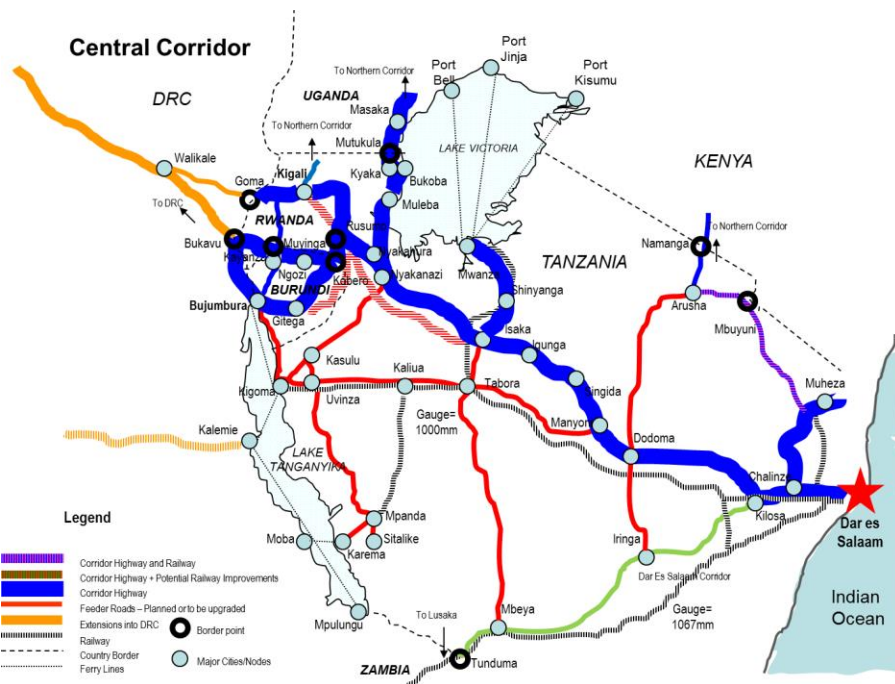 Central Corridor
DRC
UGANDA
To Northern Corridor
Port
Bell
Port
Jinja
Port
Kisumu
Masaka
Mutukula
LAKE VICTORIA
To Northern Corridor
Walikale
Kigali
Kyaka
Bukoba
KENYA
Goma
Muleba
To DRC
RWANDA
Rusumo
To Northern Corridor
Bukavu
Kayanza
Muyinga
Nyakahura
Namanga
Ngozi
Kobero
Nyakanazi
Mwanza
TANZANIA
BURUNDI
Shinyanga
Bujumbura
Gitega
Arusha
Mbuyuni
Isaka
Igunga
Kasulu
Kaliua
Singida
Muheza
Kigoma
Uvinza
Tabora
Gauge=
1000mm
Manyoni
Kalemie
Dodoma
LAKE
TANGANYIKA
Chalinze
Kilosa
Dar es
Salaam
Mpanda
Moba
Karema
Sitalike
Iringa
Dar Es Salaam Corridor
Indian
Ocean
Mpulungu
To Lusaka
Mbeya
Gauge=
1067mm
ZAMBIA
Tunduma
Legend
Corridor Highway and Railway
Corridor Highway + Potential Railway Improvements
Corridor Highway
Feeder Roads – Planned or to be upgraded
Extensions into DRC
Border point
Railway
Country Border
Major Cities/Nodes
Ferry Lines